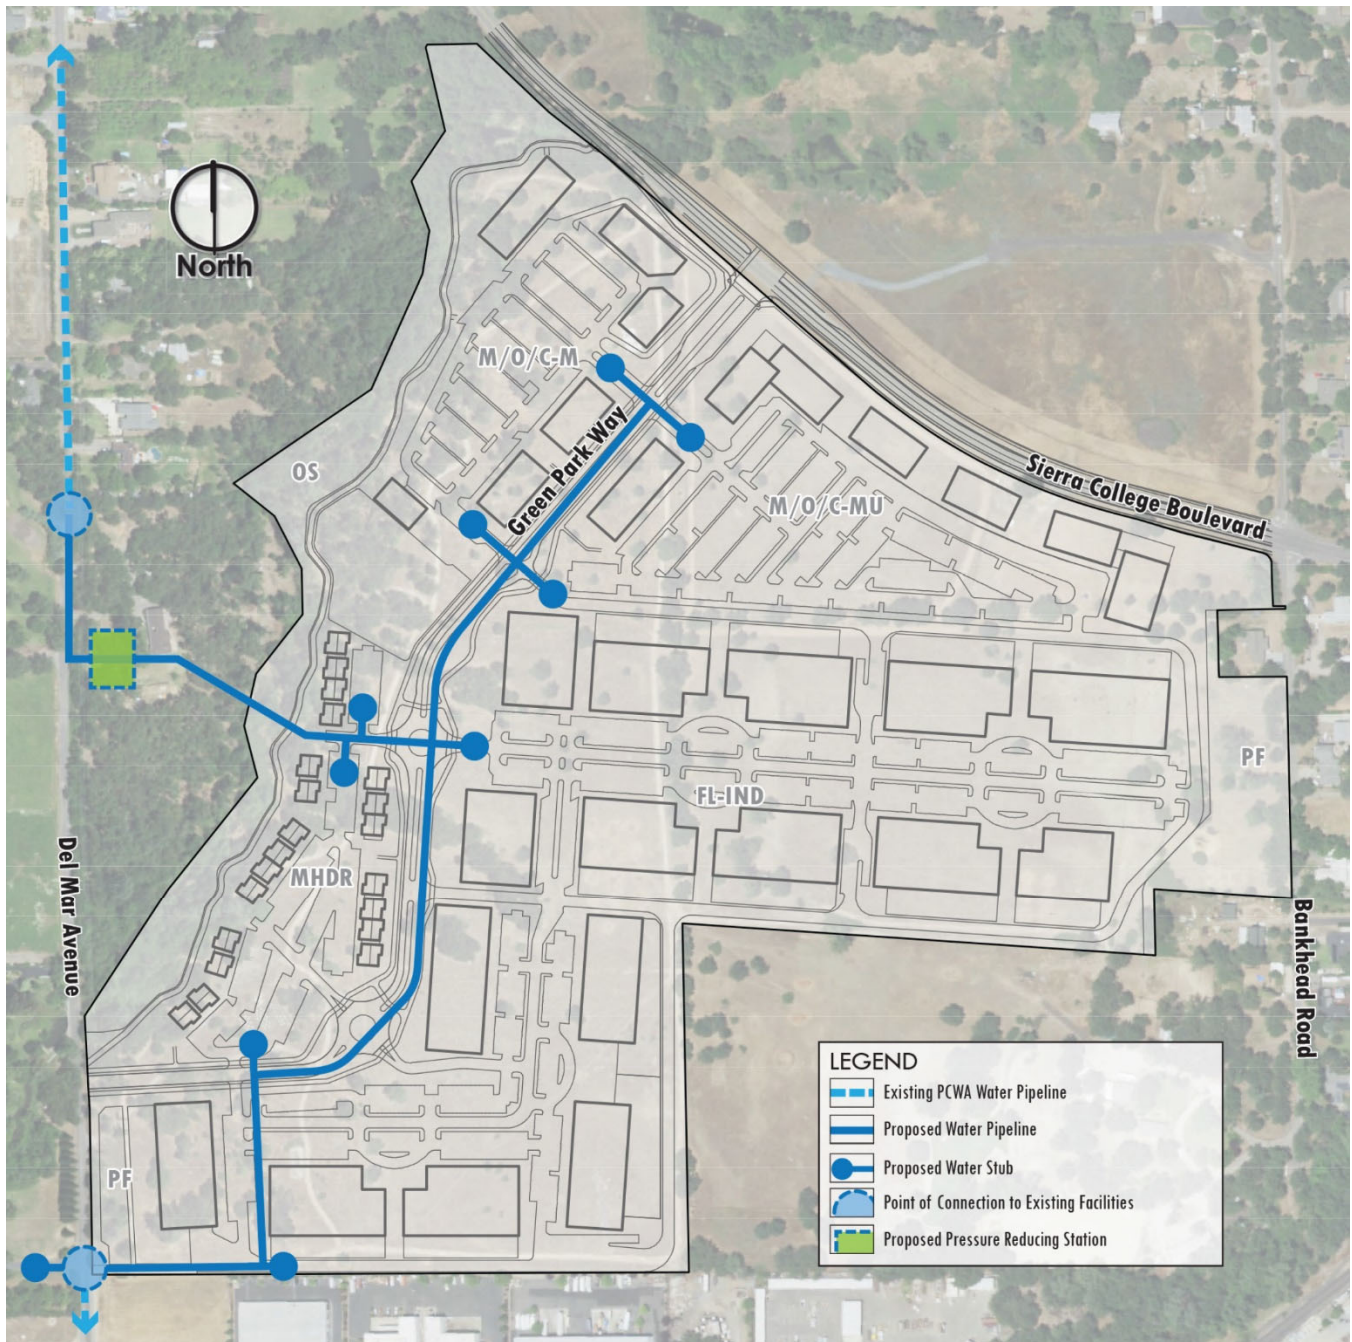 North
M/O/C-M
Green Park Way
OS
Sierra College Boulevard
M/O/C-MU
PF
FL-IND
MHDR
Del Mar Avenue
Bankhead Road
PF
LEGEND
Existing PCWA Water Pipeline
Proposed Water Pipeline
Proposed Water Stub
Point of Connection to Existing Facilities
Proposed Pressure Reducing Station